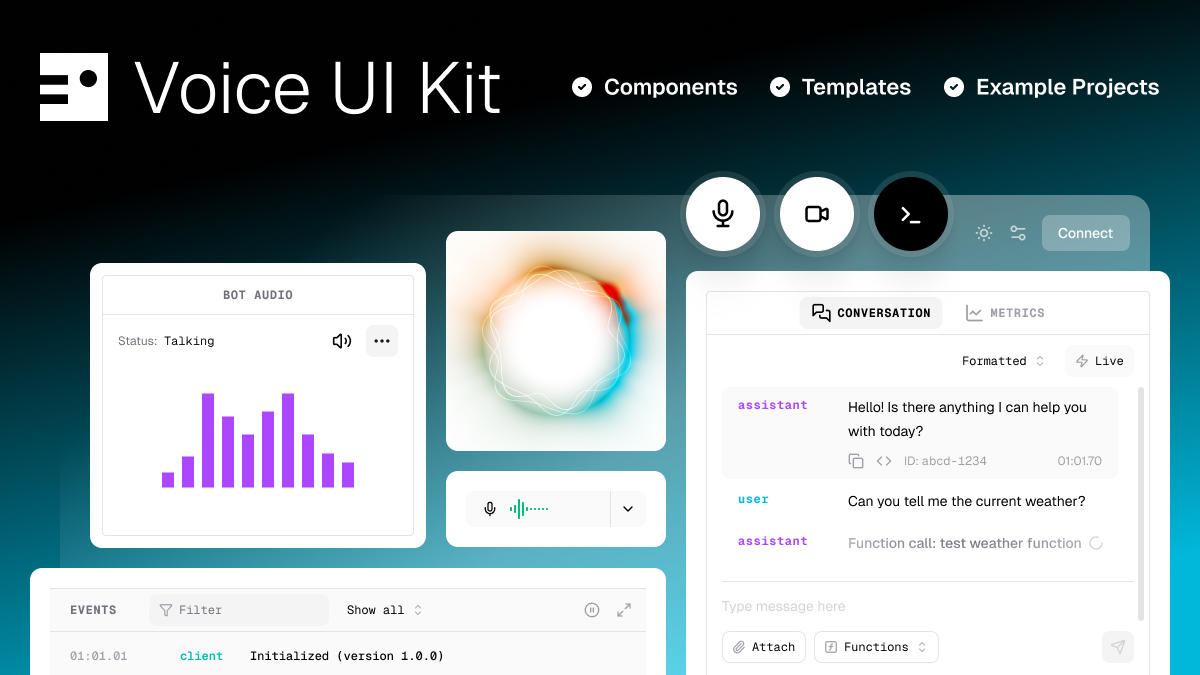 Voice UI Kit
Components
Templates
Example Projects
Connect
BOT AUDIO
Status: Talking
CONVERSATION
METRICS
Formatted
Live
assistant
Hello! Is there anything I can help you
with today?
ID: abcd-1234
01:01.70
user
Can you tell me the current weather?
assistant
Function call: test weather function
Type message here
Attach
Functions
EVENTS
Filter
Show all
01:01.01
client
Initialized (version 1.0.0)